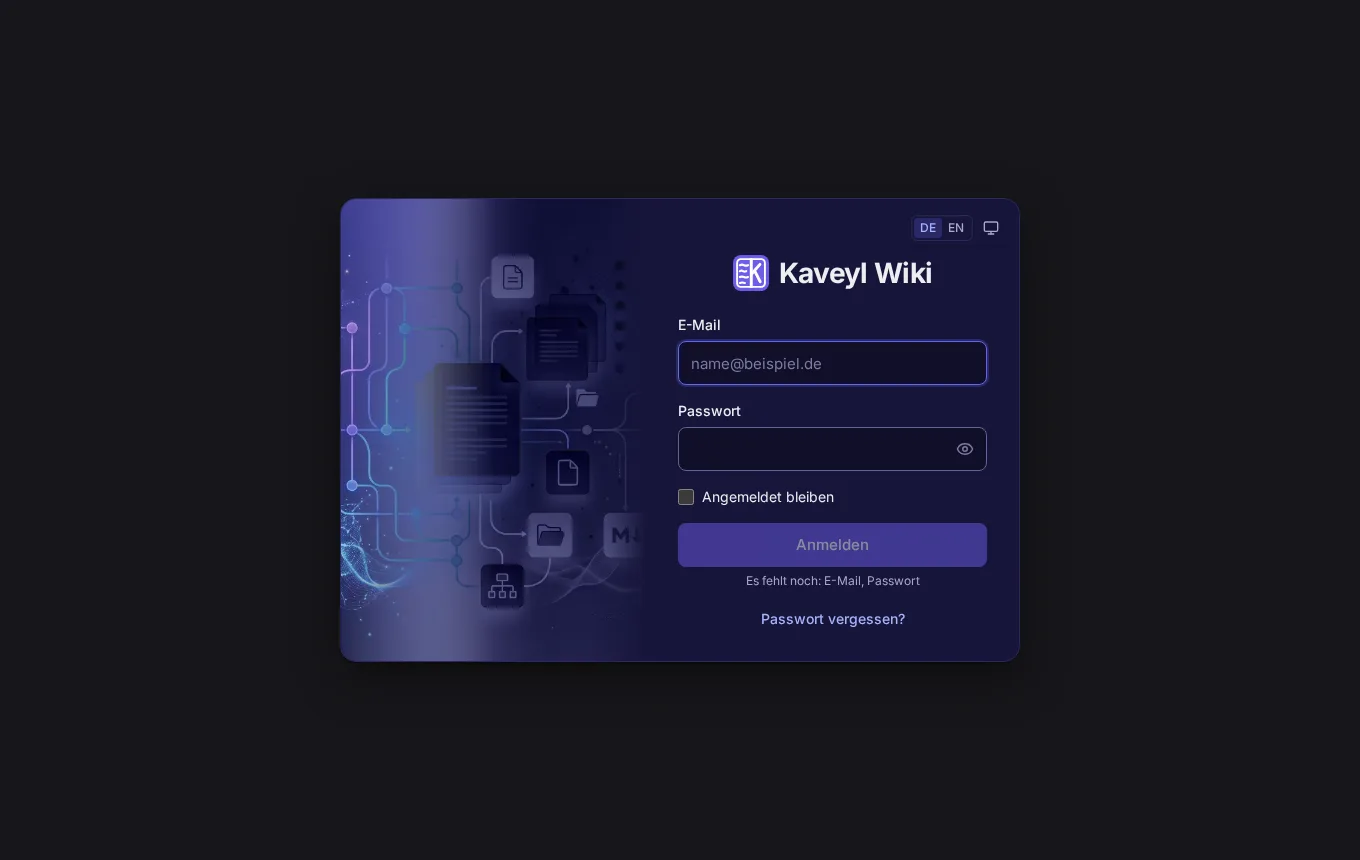 DE EN
Kaveyl Wiki
E-Mail
name@beispiel.de
Passwort
Angemeldet bleiben
Anmelden
Es fehlt noch: E-Mail, Passwort
Passwort vergessen?